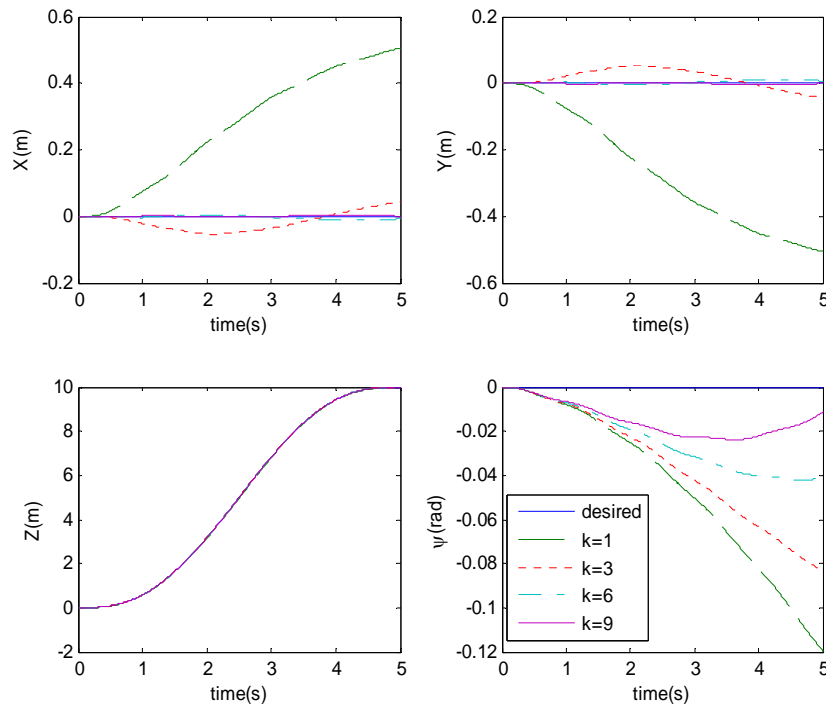 0.6
0.4
0.2
0
-0.2
X(m)
0 1 2 3 4 5
time(s)
0.2
0
-0.2
-0.4
-0.6
Y(m)
0 1 2 3 4 5
time(s)
10
8
6
4
2
0
-2
Z(m)
0 1 2 3 4 5
time(s)
0
-0.02
-0.04
-0.06
-0.08
-0.1
-0.12
ψ(rad)
desired
k=1
k=3
k=6
k=9
0 1 2 3 4 5
time(s)